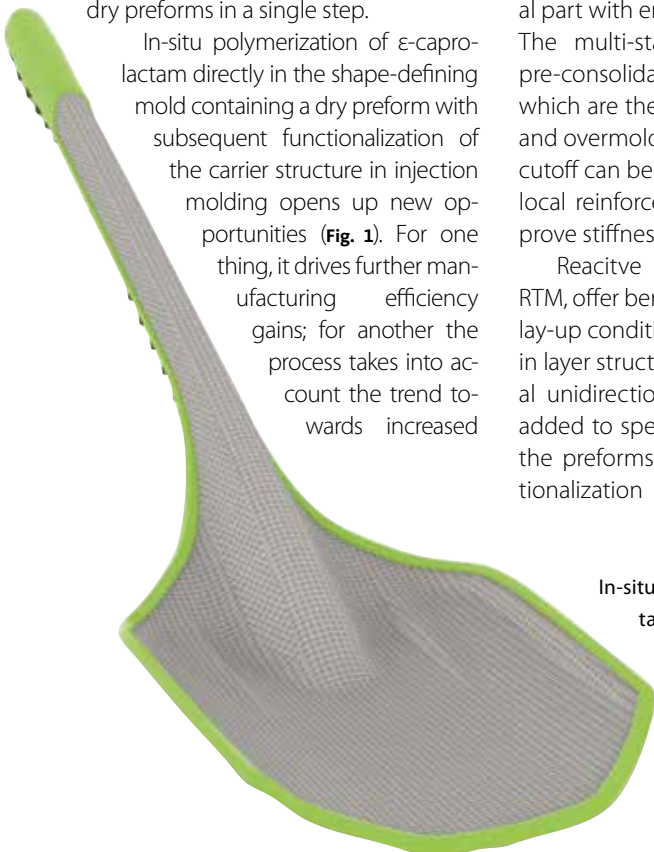 dry preforms in a single step.
In-situ polymerization of ε-capro-
lactam directly in the shape-defining
mold containing a dry preform with
subsequent functionalization of
the carrier structure in injection
molding opens up new op-
portunities (Fig. 1). For one
thing, it drives further man-
ufacturing efficiency
gains; for another the
process takes into ac-
count the trend to-
wards increased
al part with
The multi-sta
pre-consolida
which are the
and overmol
cutoff can be
local reinforc
prove stiffnes
Reacitve
RTM, offer
lay-up conditi
in layer struct
al unidirectio
added to spe
the preforms
tionalization
In-situ
ta